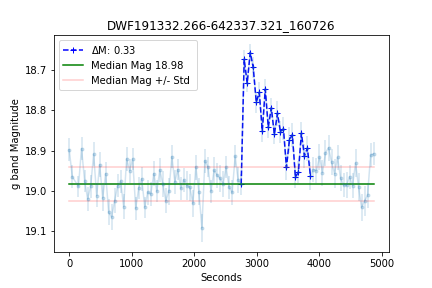 DWF191332.266-642337.321_160726
ΔM: 0.33
Median Mag 18.98
Median Mag +/- Std
g band Magnitude
18.7
18.8
18.9
19.0
19.1
0 1000 2000 3000 4000 5000
Seconds